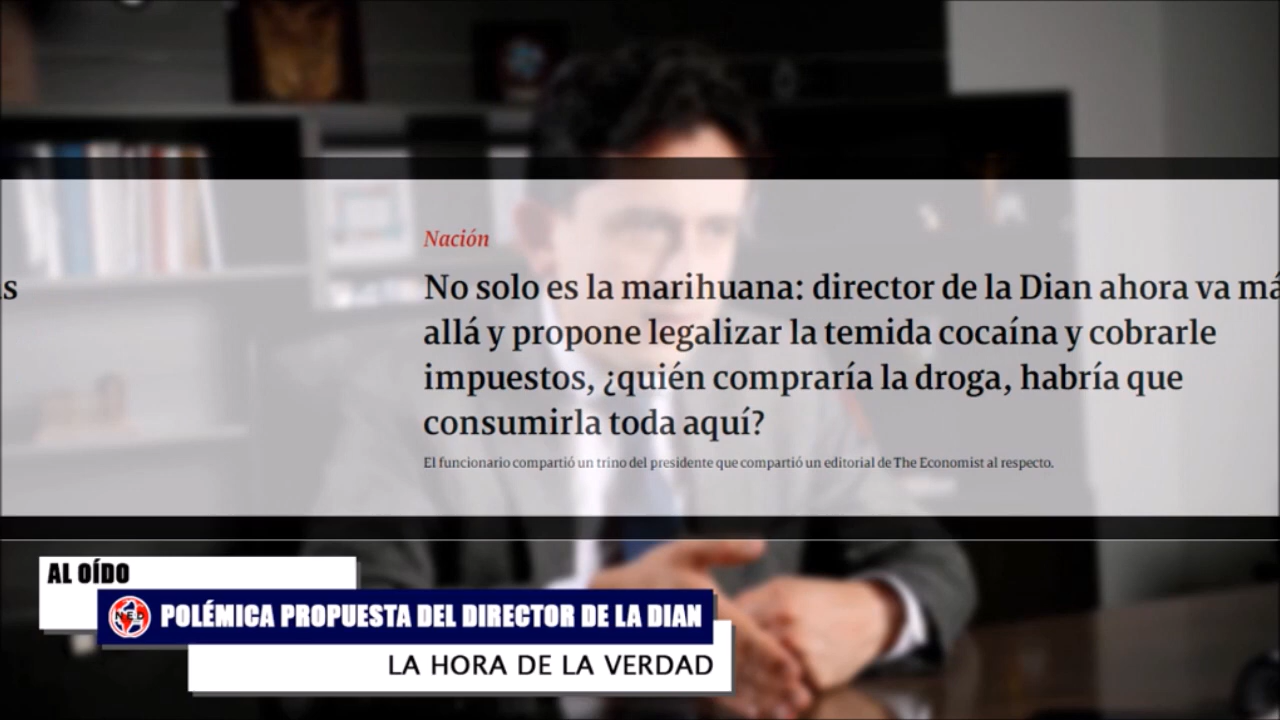 Nación
s
No solo es la marihuana: director de la Dian ahora va má
allá y propone legalizar la temida cocaína y cobrarle
impuestos, ¿quién compraría la droga, habría que
consumirla toda aquí?
El funcionario compartió un trino del presidente que compartió un editorial de The Economist al respecto.
AL OÍDO
POLÉMICA PROPUESTA DEL DIRECTOR DE LA DIAN
LA HORA DE LA VERDAD